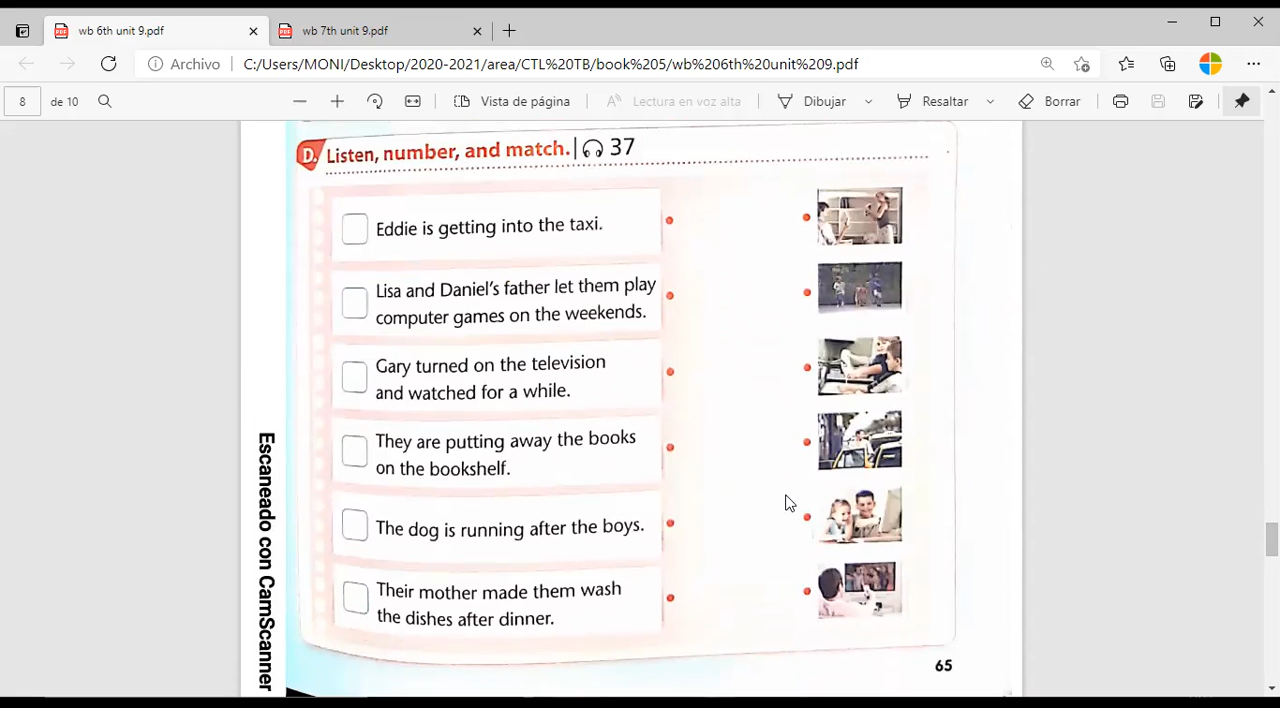 wb 6th unit 9.pdf
wb 7th unit 9.pdf
Archivo
C:/Users/MONI/Desktop/2020-2021/area/CTL%20TB/book%205/wb%206th%20unit%209.pdf
8 de 10
Vista de página
Lectura en voz alta
Dibujar
Resaltar
Borrar
D. Listen, number, and match. | 37
Eddie is getting into the taxi.
Lisa and Daniel's father let them play
computer games on the weekends.
Gary turned on the television
and watched for a while.
They are putting away the books
on the bookshelf.
The dog is running after the boys.
Their mother made them wash
the dishes after dinner.
65
Escaneado con CamScanner